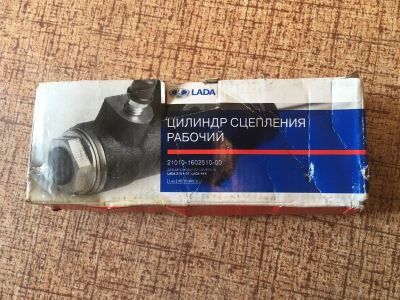 LADA
ЦИЛИНДР СЦЕПЛЕНИЯ
РАБОЧИЙ
21010-1602510-00